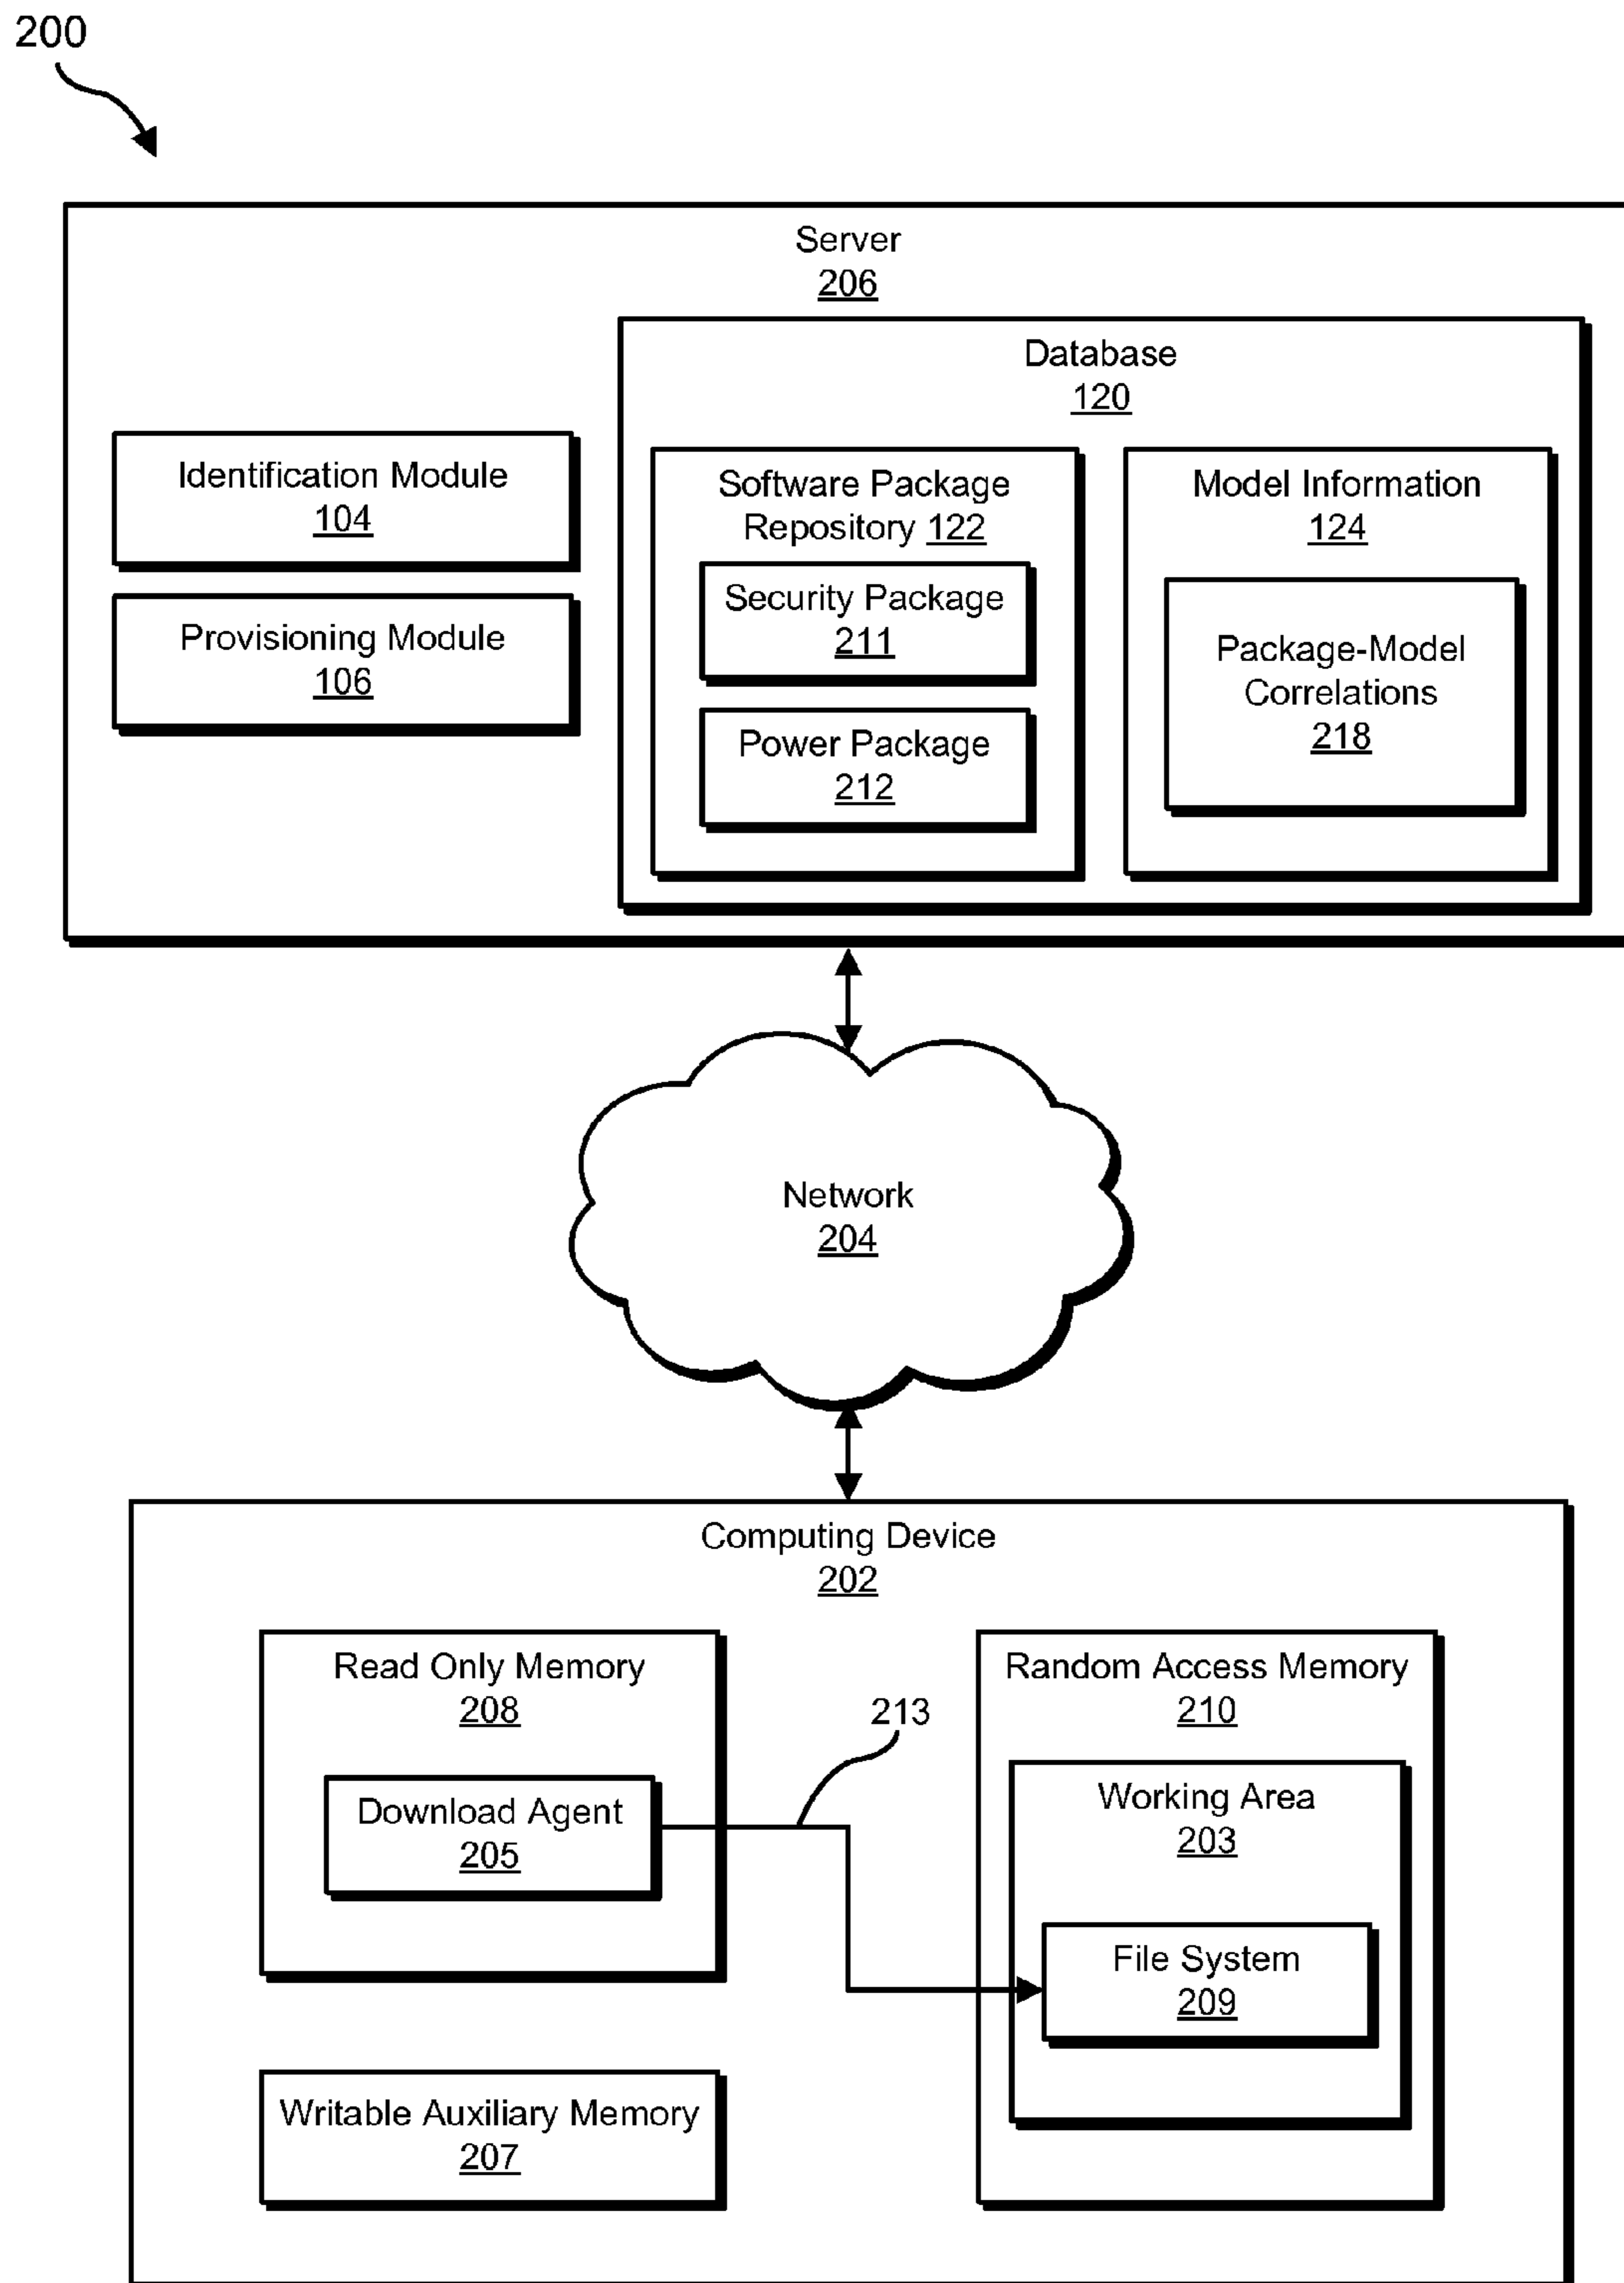 200
Server
206
Database
120
Identification Module
104
Provisioning Module
106
Software Package
Repository 122
Security Package
211
Power Package
212
Model Information
124
Package-Model
Correlations
218
Network
204
Computing Device
202
Read Only Memory
208
Download Agent
205
213
Random Access Memory
210
Working Area
203
File System
209
Writable Auxiliary Memory
207